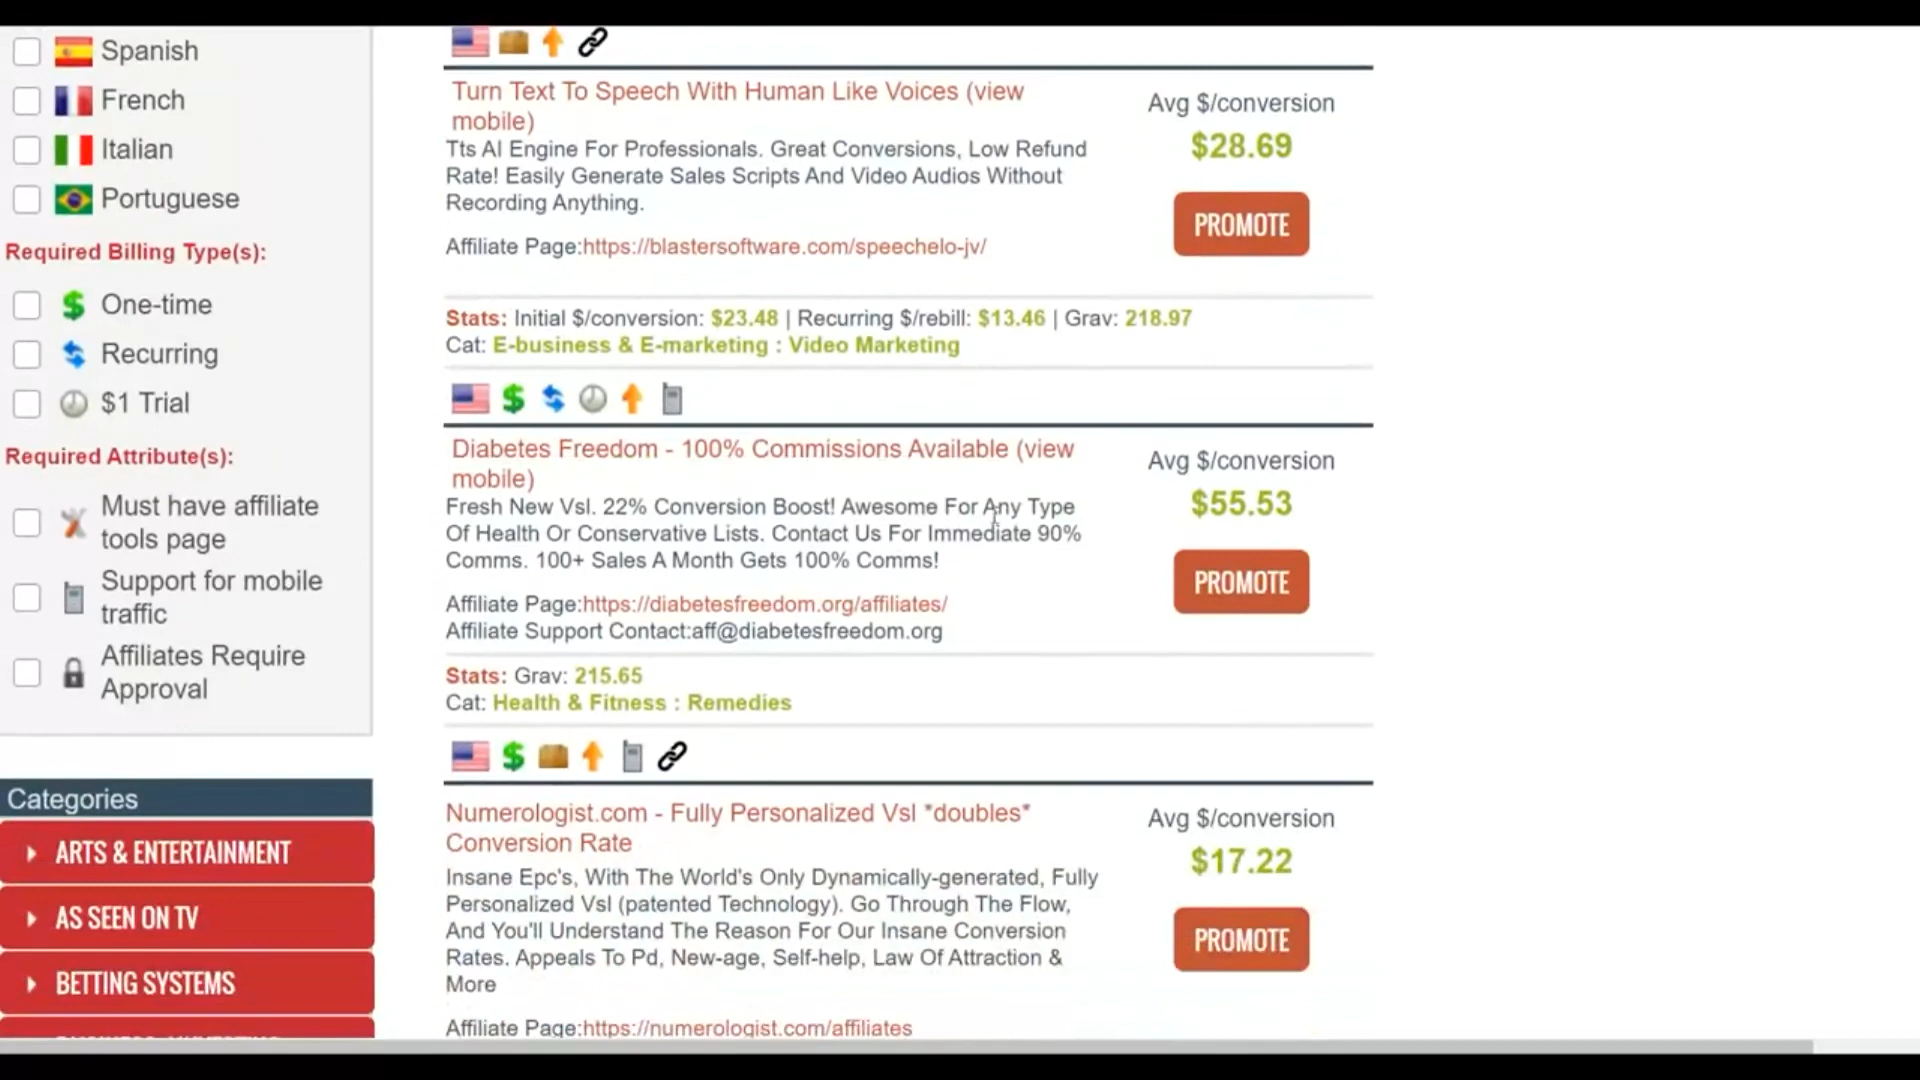 Spanish
French
Italian
Portuguese
Required Billing Type(s):
One-time
Recurring
$1 Trial
Required Attribute(s):
Must have affiliate
tools page
Support for mobile
traffic
Affiliates Require
Approval
Categories
ARTS & ENTERTAINMENT
AS SEEN ON TV
BETTING SYSTEMS
Turn Text To Speech With Human Like Voices (view
mobile)
Tts AI Engine For Professionals. Great Conversions, Low Refund
Rate! Easily Generate Sales Scripts And Video Audios Without
Recording Anything.
Affiliate Page:https://blastersoftware.com/speechelo-jv/
Avg $/conversion
$28.69
PROMOTE
Stats: Initial $/conversion: $23.48 | Recurring $/rebill: $13.46 | Grav: 218.97
Cat: E-business & E-marketing : Video Marketing
Diabetes Freedom - 100% Commissions Available (view
mobile)
Fresh New Vsl. 22% Conversion Boost! Awesome For Any Type
Of Health Or Conservative Lists. Contact Us For Immediate 90%
Comms. 100+ Sales A Month Gets 100% Comms!
Affiliate Page:https://diabetesfreedom.org/affiliates/
Affiliate Support Contact:aff@diabetesfreedom.org
Avg $/conversion
$55.53
PROMOTE
Stats: Grav: 215.65
Cat: Health & Fitness : Remedies
Numerologist.com - Fully Personalized Vsl *doubles*
Conversion Rate
Insane Epc's, With The World's Only Dynamically-generated, Fully
Personalized Vsl (patented Technology). Go Through The Flow,
And You'll Understand The Reason For Our Insane Conversion
Rates. Appeals To Pd, New-age, Self-help, Law Of Attraction &
More
Affiliate Page:https://numerologist.com/affiliates
Avg $/conversion
$17.22
PROMOTE